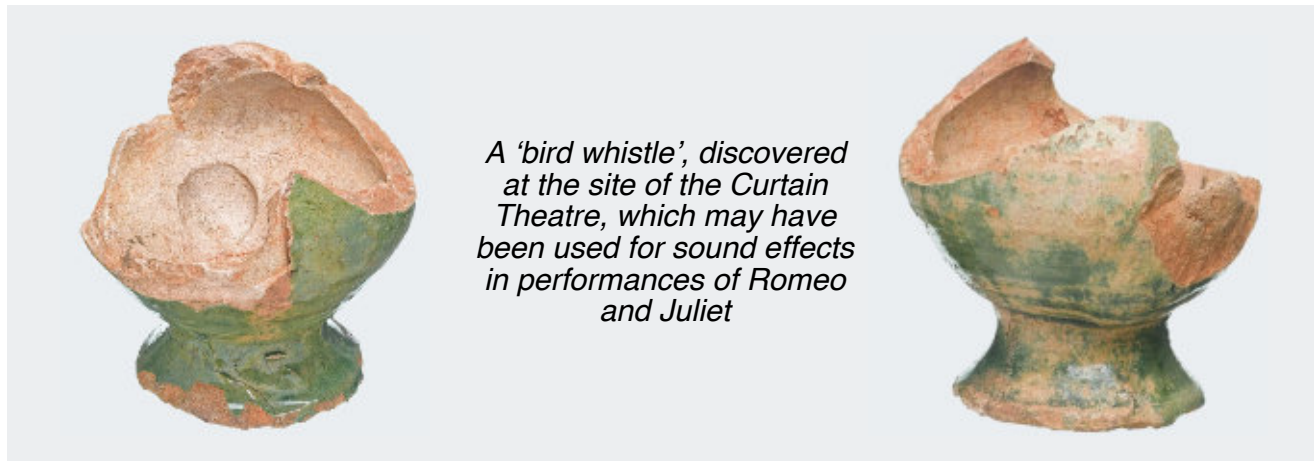 A ‘bird whistle’, discovered
at the site of the Curtain
Theatre, which may have
been used for sound effects
in performances of Romeo
and Juliet